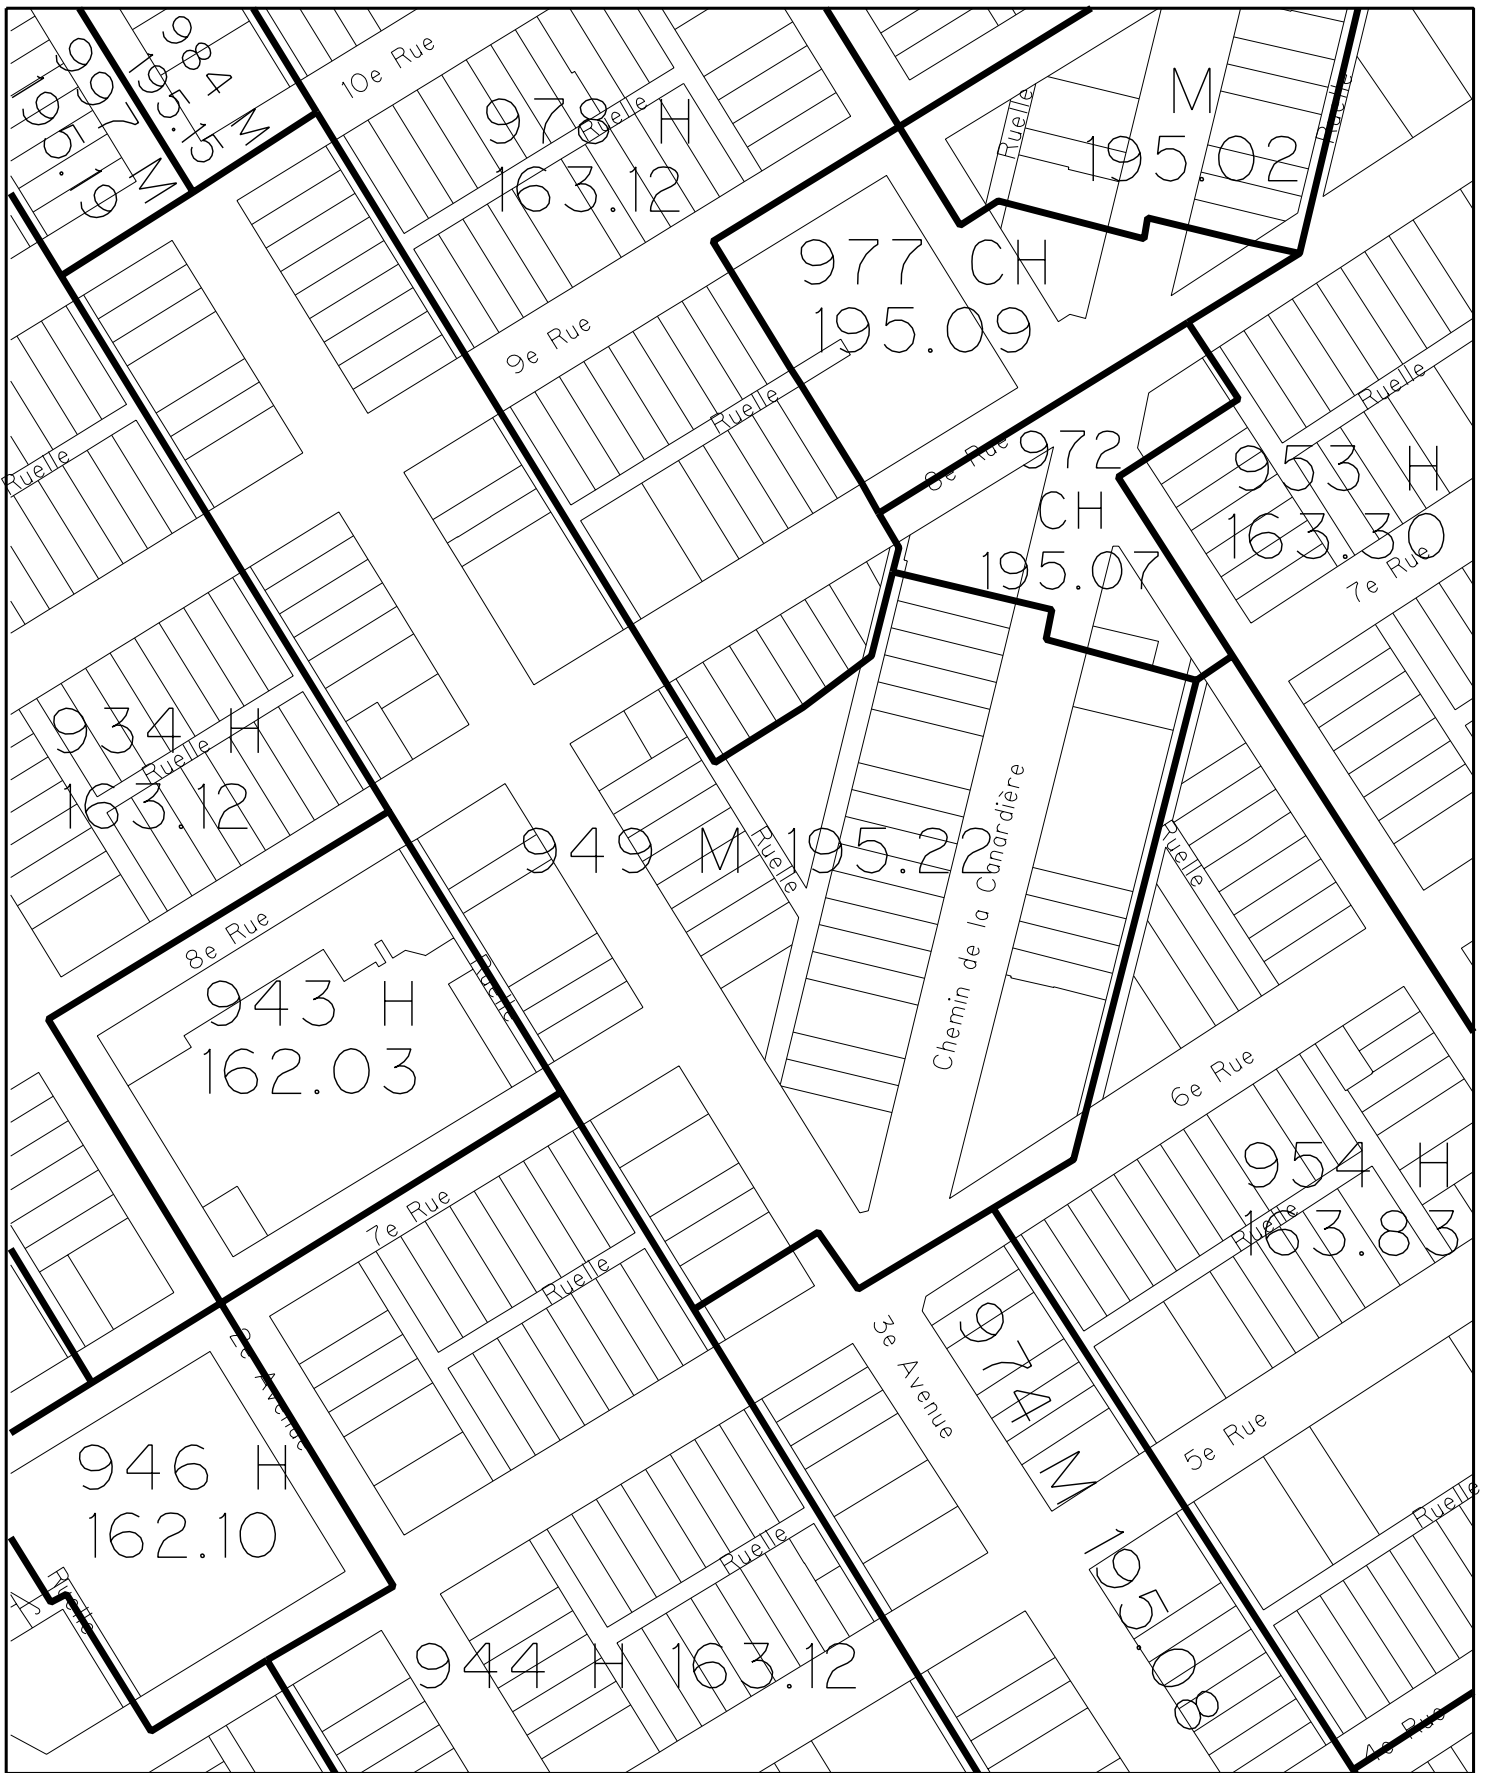 997 M
195.19
984 M
195.15
10e Rue
978 H
163.12
Ruelle
Ruelle
Ruelle
M
195.02
977 CH
195.09
9e Rue
Ruelle
Ruelle
8e Rue
972
CH
195.07
953 H
163.30
Ruelle
7e Rue
934 H
163.12
Ruelle
949 M 195.22
Ruelle
Chemin de la Canardière
Ruelle
8e Rue
943 H
162.03
Ruelle
6e Rue
954 H
163.83
Ruelle
7e Rue
Ruelle
2e Avenue
3e Avenue
974 M 195.08
5e Rue
Ruelle
946 H
162.10
Ruelle
Ruelle
944 H 163.12
4e Rue